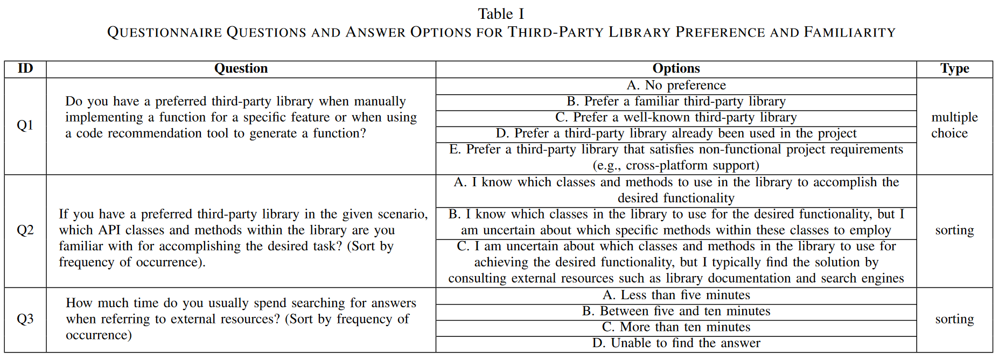 Table I
QUESTIONNAIRE QUESTIONS AND ANSWER OPTIONS FOR THIRD-PARTY LIBRARY PREFERENCE AND FAMILIARITY
ID Question Options Type
Q1
Do you have a preferred third-party library when manually
implementing a function for a specific feature or when using
a code recommendation tool to generate a function?
A. No preference
B. Prefer a familiar third-party library
C. Prefer a well-known third-party library
D. Prefer a third-party library already been used in the project
E. Prefer a third-party library that satisfies non-functional project requirements
(e.g., cross-platform support)
multiple
choice
Q2
If you have a preferred third-party library in the given scenario,
which API classes and methods within the library are you
familiar with for accomplishing the desired task? (Sort by
frequency of occurrence).
A. I know which classes and methods to use in the library to accomplish the
desired functionality
B. I know which classes in the library to use for the desired functionality, but I
am uncertain about which specific methods within these classes to employ
C. I am uncertain about which classes and methods in the library to use for
achieving the desired functionality, but I typically find the solution by
consulting external resources such as library documentation and search engines
sorting
Q3
How much time do you usually spend searching for answers
when referring to external resources? (Sort by frequency of
occurrence)
A. Less than five minutes
B. Between five and ten minutes
C. More than ten minutes
D. Unable to find the answer
sorting